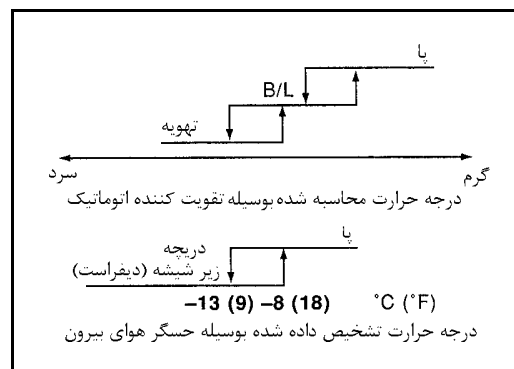 پا
B/L
تهویه
سرد
گرم
درجه حرارت محاسبه شده بوسیله تقویت کننده اتوماتیک
پا
دریچه
زیر شیشه (دیفراست)
–13 (9) –8 (18) °C (°F)
درجه حرارت تشخیص داده شده بوسیله حسگر هوای بیرون